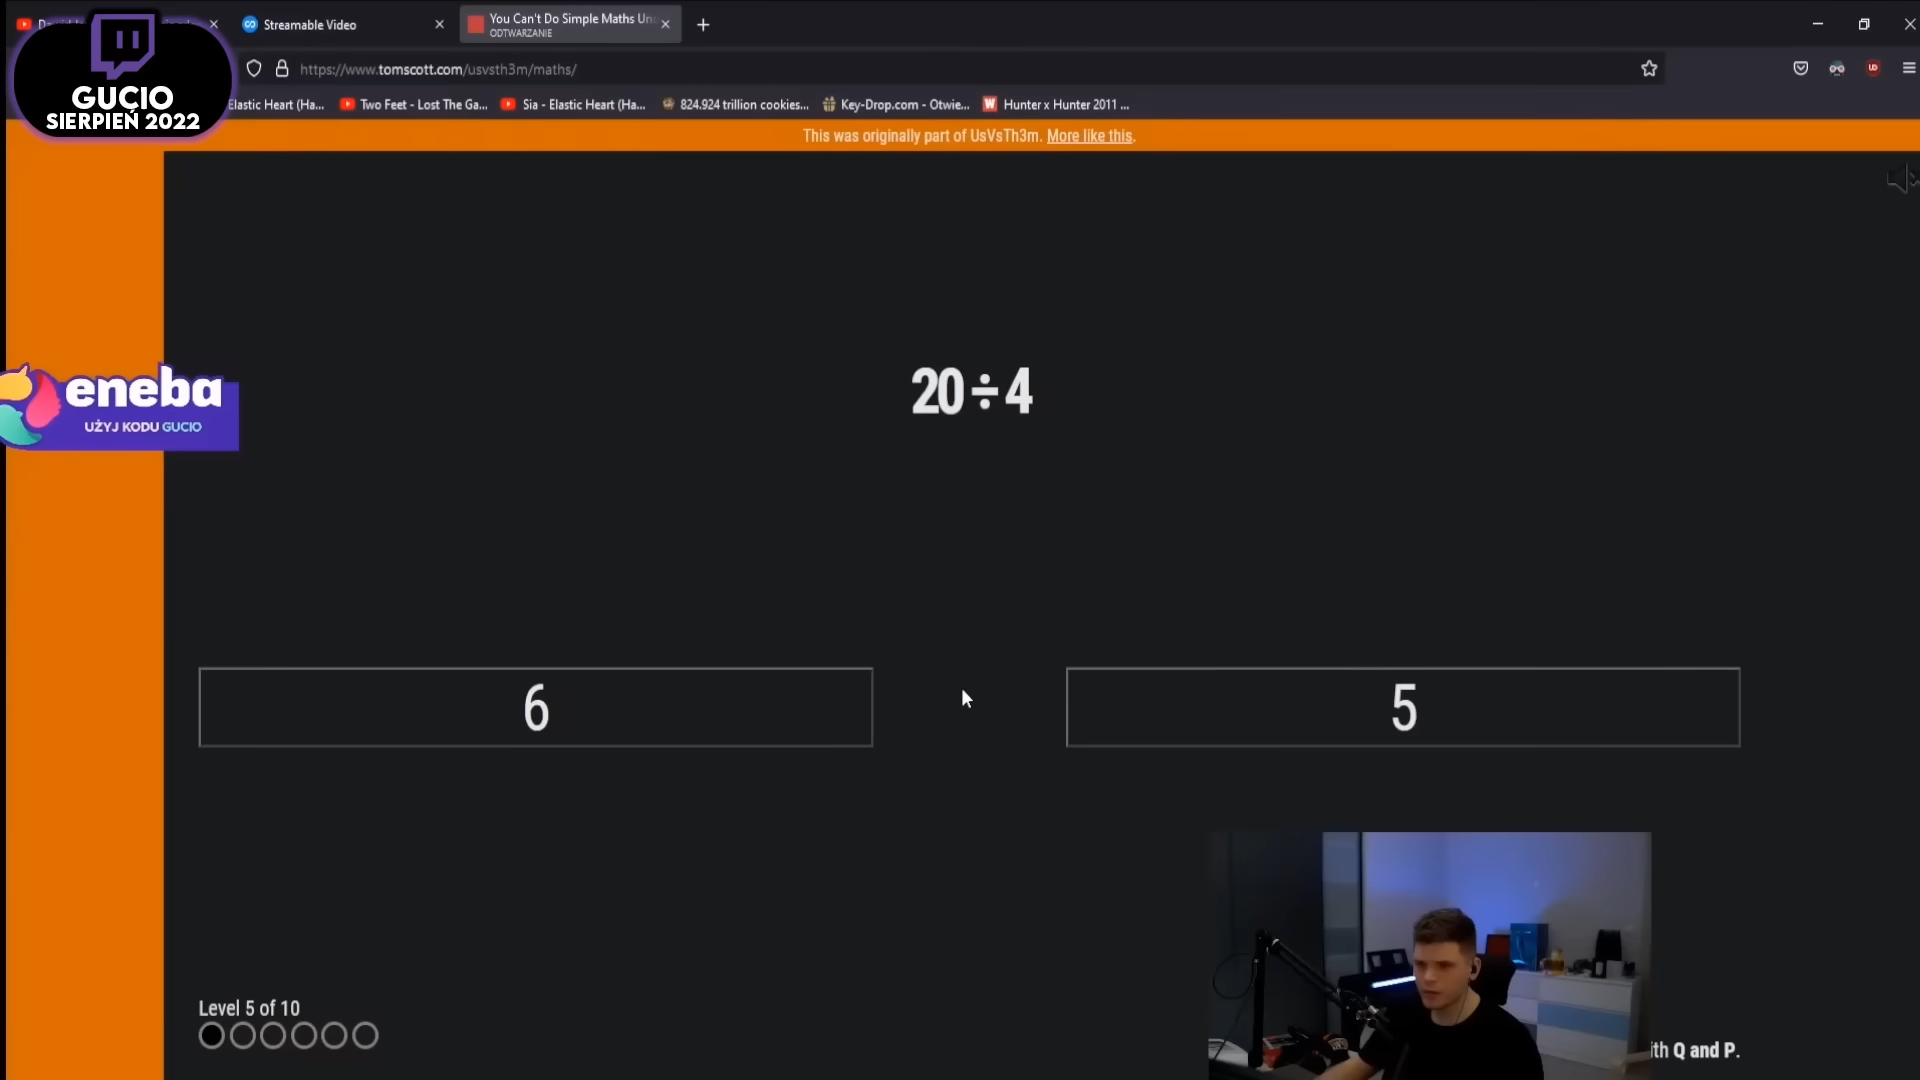 Streamable Video
You Can't Do Simple Maths Un
ODTWARZANIE
https://www.tomscott.com/usvsth3m/maths/
GUCIO
SIERPIEŃ 2022
Elastic Heart (Ha...
Two Feet - Lost The Ga...
Sia - Elastic Heart (Ha...
824.924 trillion cookies...
Key-Drop.com - Otwie...
Hunter x Hunter 2011 ...
This was originally part of UsVsTh3m. More like this.
20÷4
eneba
UŻYJ KODU GUCIO
6
5
Level 5 of 10
Q and P.